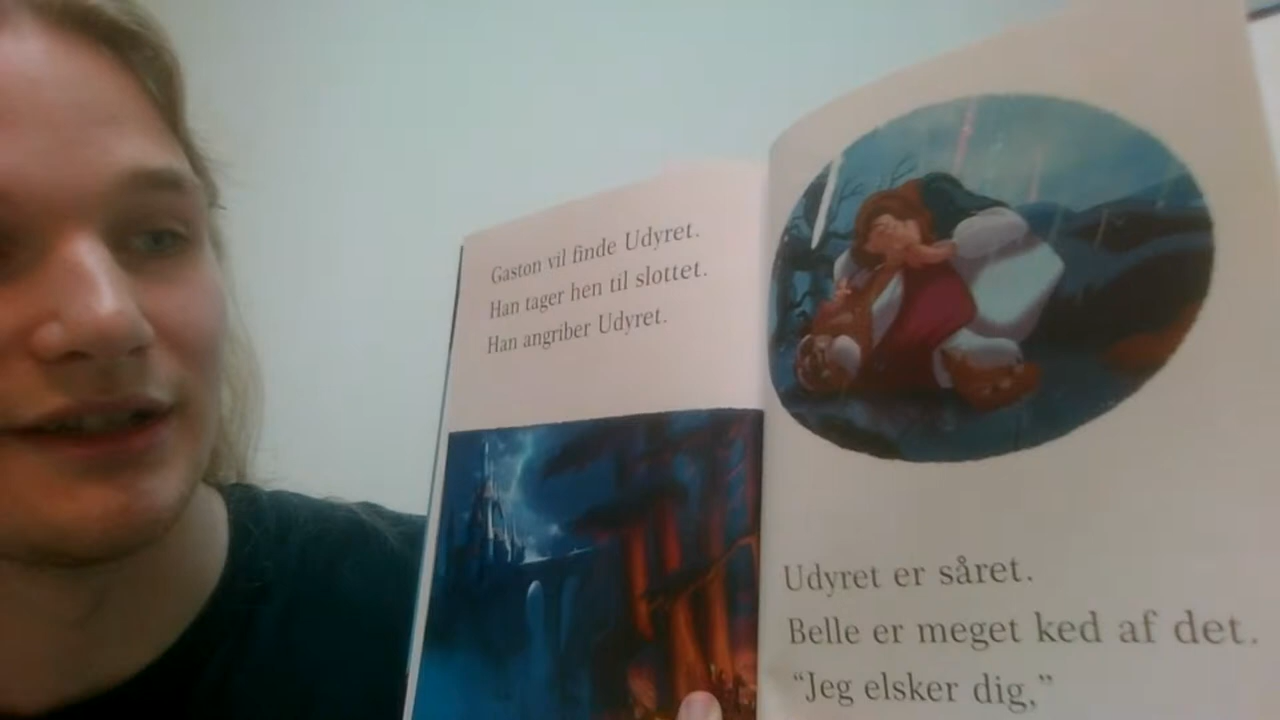 Gaston vil finde Udyret.
Han tager hen til slottet.
Han angriber Udyret.
Udyret er såret.
Belle er meget ked af det.
“Jeg elsker dig,”